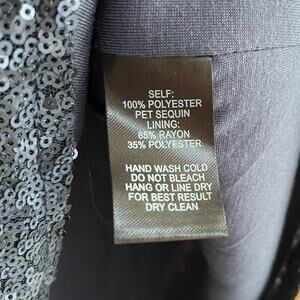 SELF:
100% POLYESTER
PET SEQUIN
LINING:
65% RAYON
35% POLYESTER
HAND WASH COLD
DO NOT BLEACH
HANG OR LINE DRY
FOR BEST RESULT
DRY CLEAN